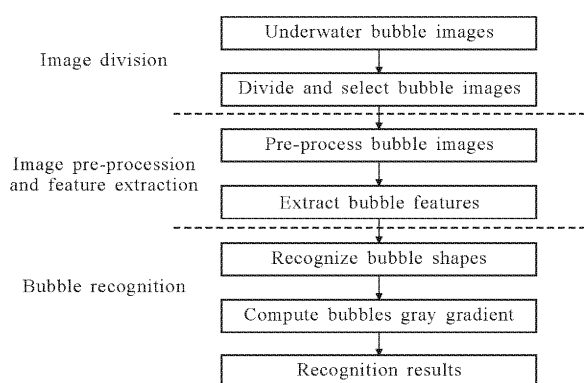 Underwater bubble images
Image division
Divide and select bubble images
Pre-process bubble images
Image pre-procession
and feature extraction
Extract bubble features
Recognize bubble shapes
Bubble recognition
Compute bubbles gray gradient
Recognition results